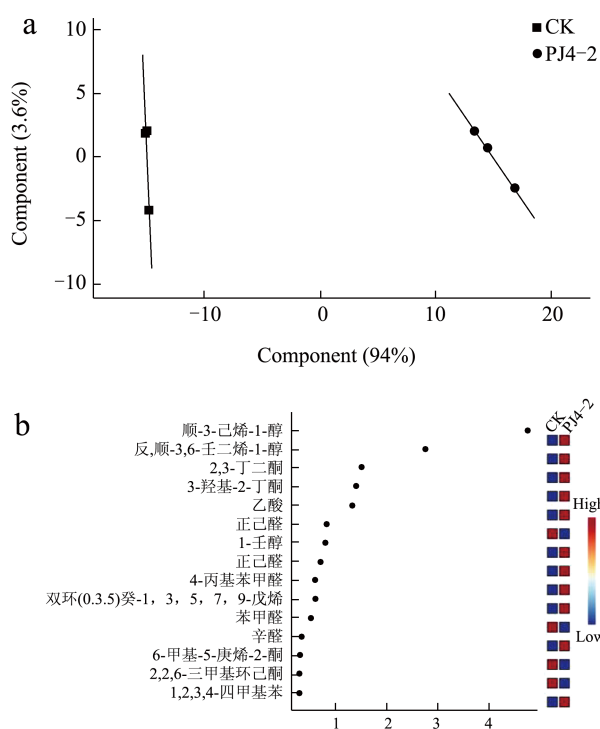 a
10
5
0
−5
−10
Component (3.6%)
CK
PJ4−2
−10
0
10
20
Component (94%)
b
CK
PJ4−2
顺-3-己烯-1-醇
反,顺-3,6-壬二烯-1-醇
2,3-丁二酮
3-羟基-2-丁酮
乙酸
正己醛
1-壬醇
正己醛
4-丙基苯甲醛
双环(0.3.5)癸-1，3，5，7，9-戊烯
苯甲醛
辛醛
6-甲基-5-庚烯-2-酮
2,2,6-三甲基环己酮
1,2,3,4-四甲基苯
High
Low
1
2
3
4